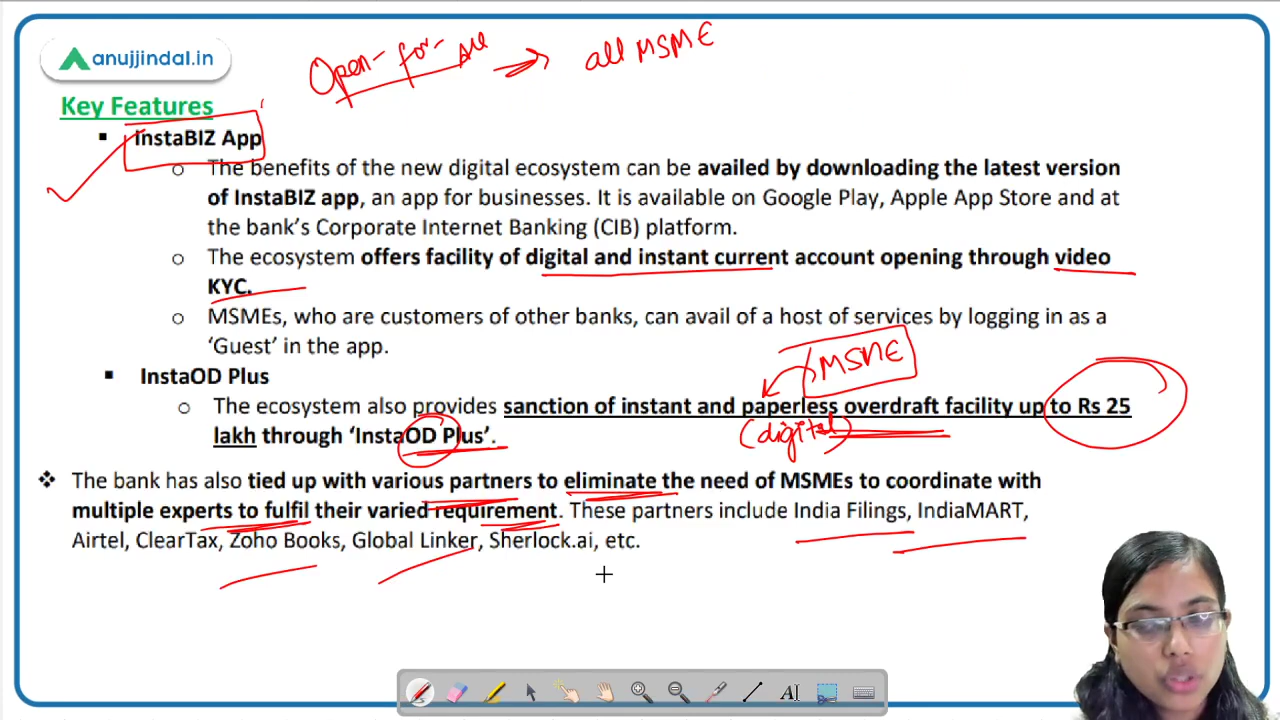 Open-for-All → all MSME
anujjindal.in
Key Features
▪ InstaBIZ App
o The benefits of the new digital ecosystem can be availed by downloading the latest version
of InstaBIZ app, an app for businesses. It is available on Google Play, Apple App Store and at
the bank's Corporate Internet Banking (CIB) platform.
o The ecosystem offers facility of digital and instant current account opening through video
KYC.
o MSMEs, who are customers of other banks, can avail of a host of services by logging in as a
'Guest' in the app.
MSME
▪ InstaOD Plus
o The ecosystem also provides sanction of instant and paperless overdraft facility up to Rs 25
lakh through 'InstaOD Plus'.
(digital)
❖ The bank has also tied up with various partners to eliminate the need of MSMEs to coordinate with
multiple experts to fulfil their varied requirement. These partners include India Filings, IndiaMART,
Airtel, ClearTax, Zoho Books, Global Linker, Sherlock.ai, etc.
AI